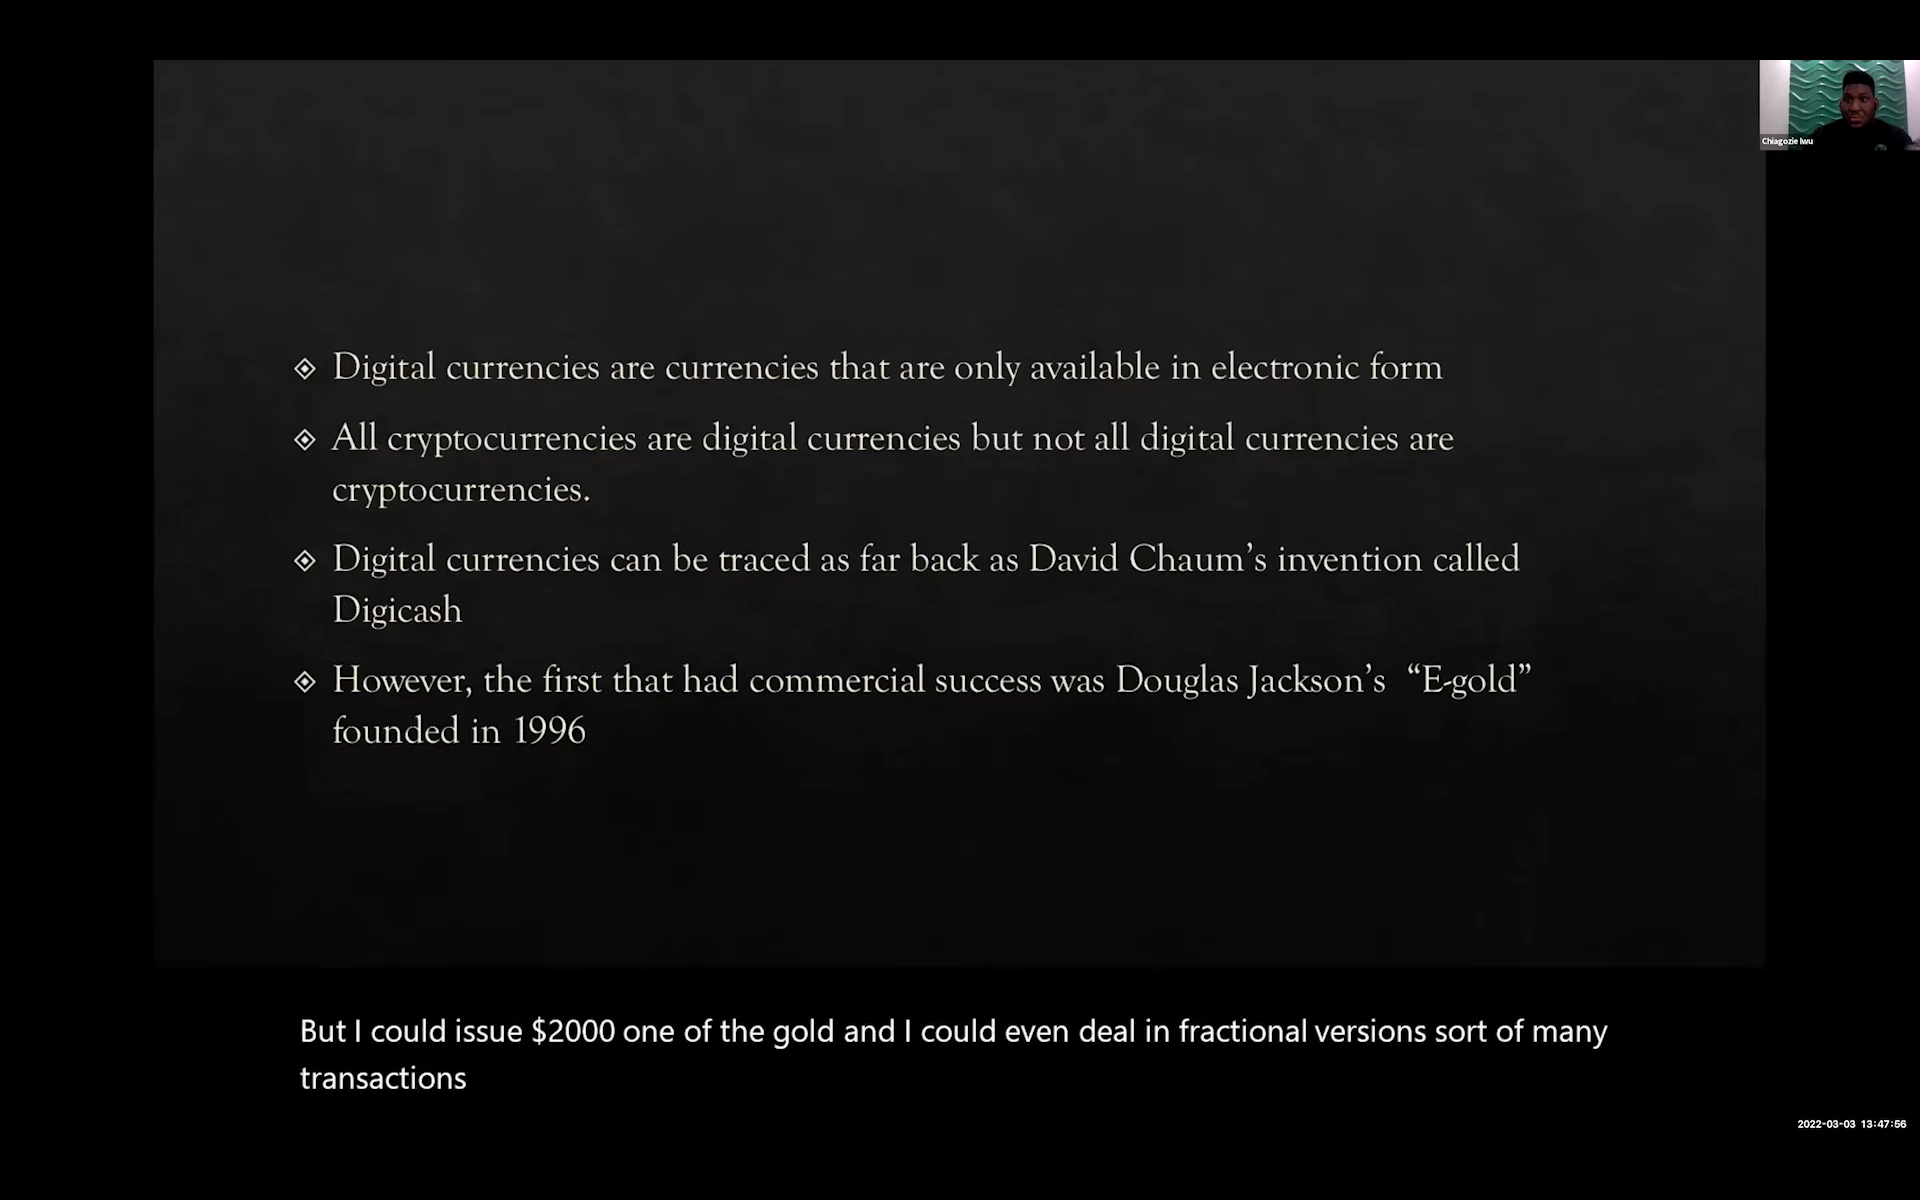 Chiagozie Iwu
Digital currencies are currencies that are only available in electronic form
All cryptocurrencies are digital currencies but not all digital currencies are
cryptocurrencies.
Digital currencies can be traced as far back as David Chaum’s invention called
Digicash
However, the first that had commercial success was Douglas Jackson’s “E-gold”
founded in 1996
But I could issue $2000 one of the gold and I could even deal in fractional versions sort of many
transactions
2022-03-03 13:47:56